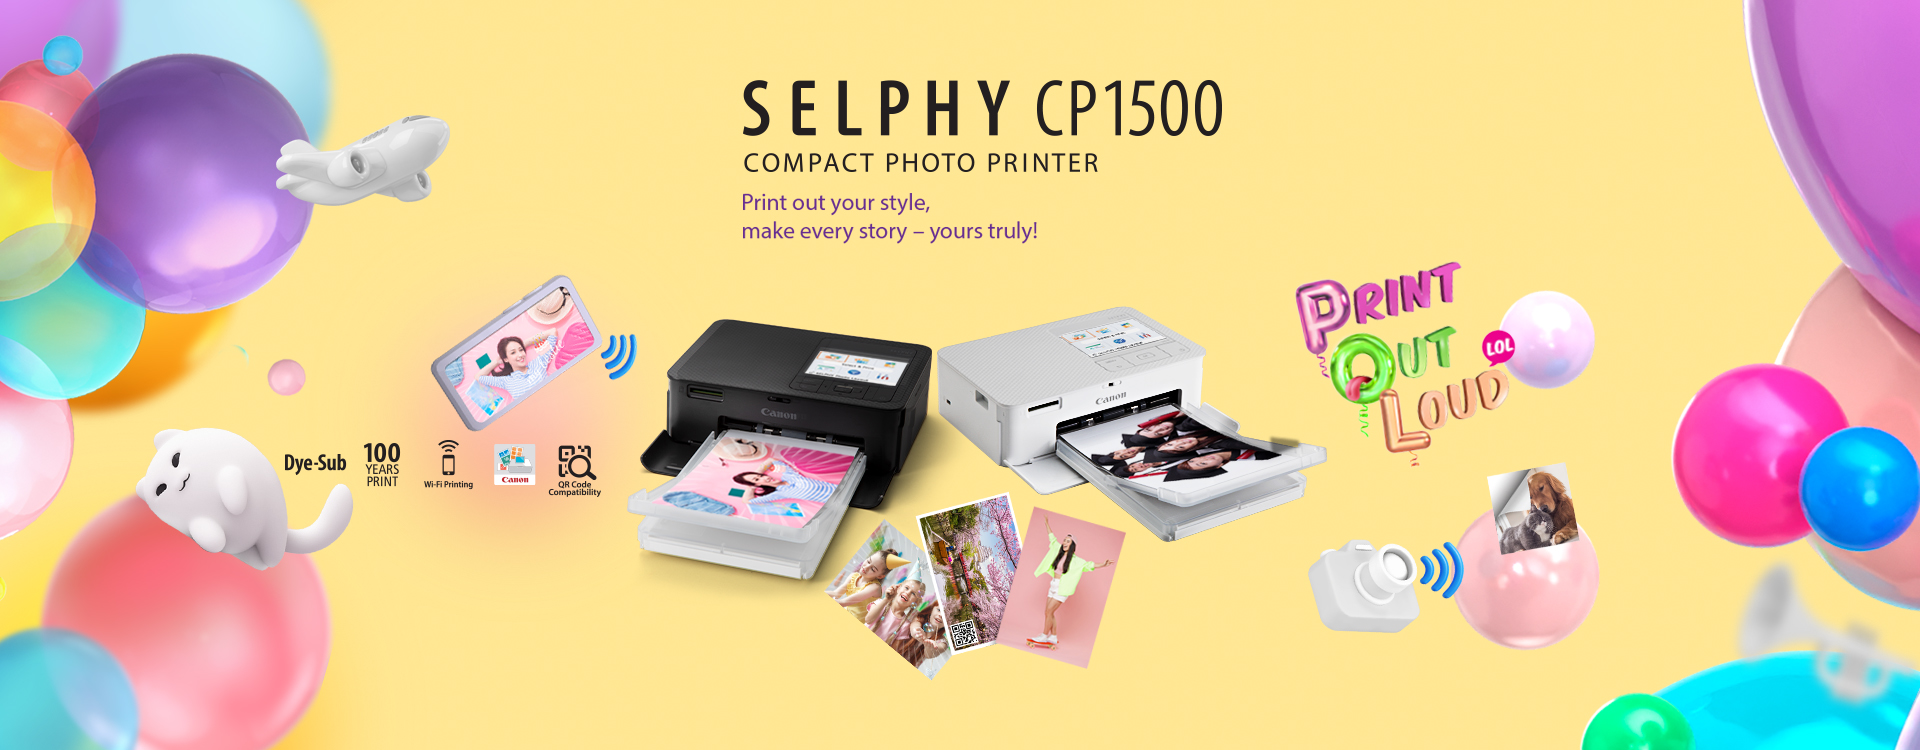 SELPHY CP1500
COMPACT PHOTO PRINTER
Print out your style,
make every story – yours truly!
PRINT
OUT
LOUD
LOL
Dye-Sub
100
YEARS
PRINT
Wi-Fi Printing
Canon
QR Code
Compatibility
Canon
Canon